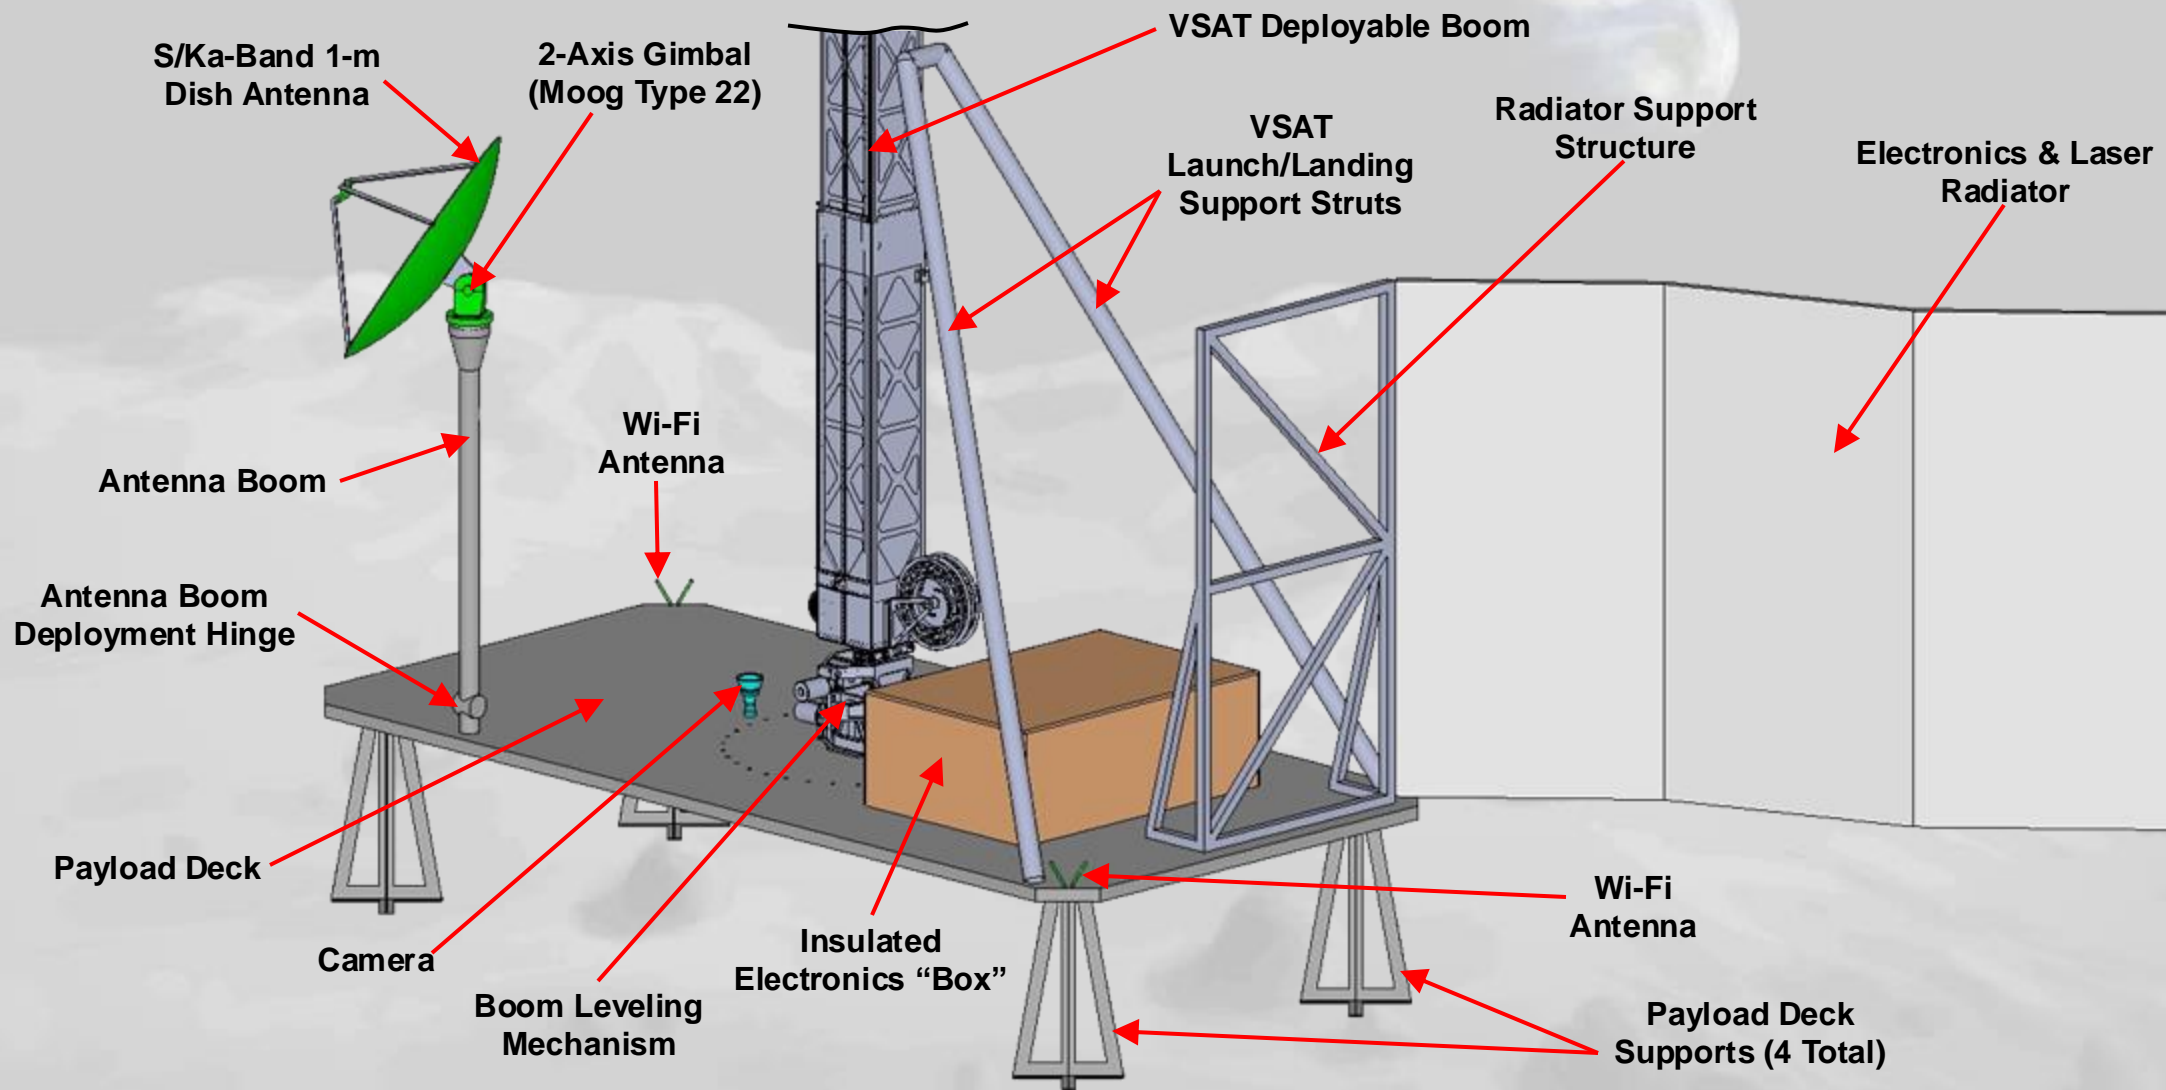 S/Ka-Band 1-m
Dish Antenna
2-Axis Gimbal
(Moog Type 22)
VSAT Deployable Boom
VSAT
Launch/Landing
Support Struts
Radiator Support
Structure
Electronics & Laser
Radiator
Wi-Fi
Antenna
Antenna Boom
Antenna Boom
Deployment Hinge
Payload Deck
Camera
Boom Leveling
Mechanism
Insulated
Electronics “Box”
Wi-Fi
Antenna
Payload Deck
Supports (4 Total)